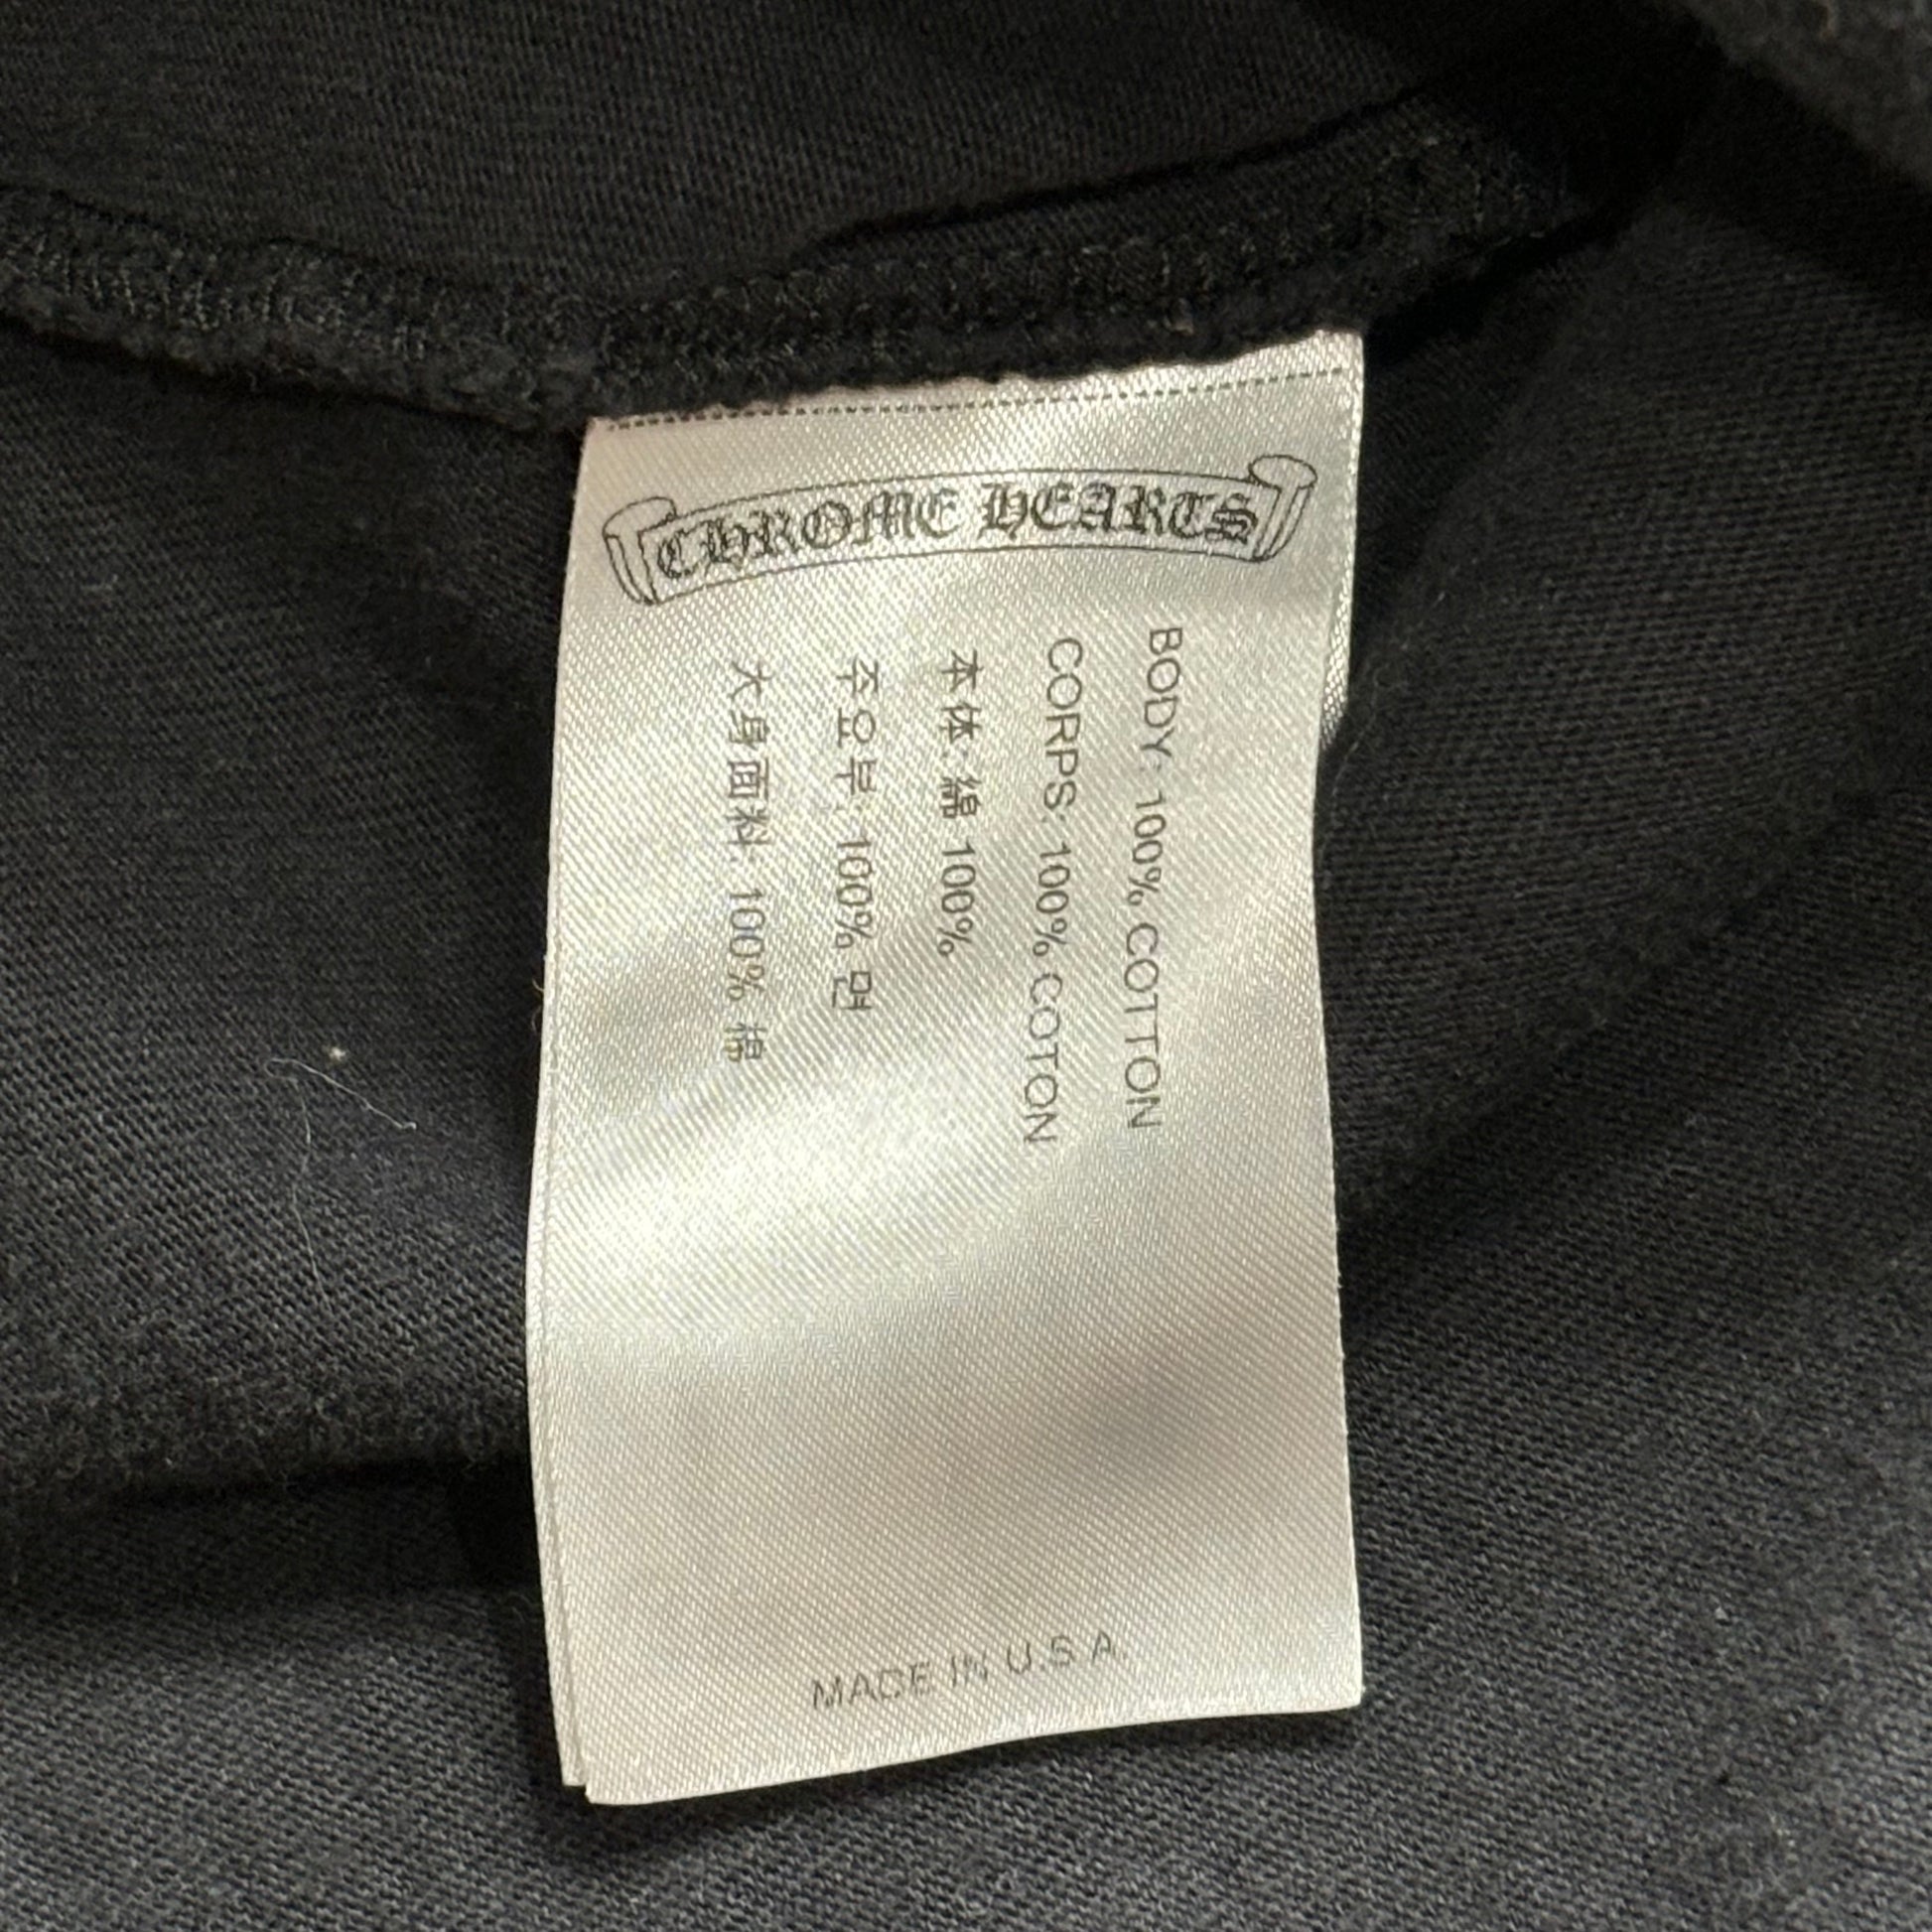 CHROME HEARTS
BODY: 100% COTTON
CORPS: 100% COTON
本体: 綿 100%
주요부: 100% 면
大身面料: 100% 棉
MADE IN U.S.A.